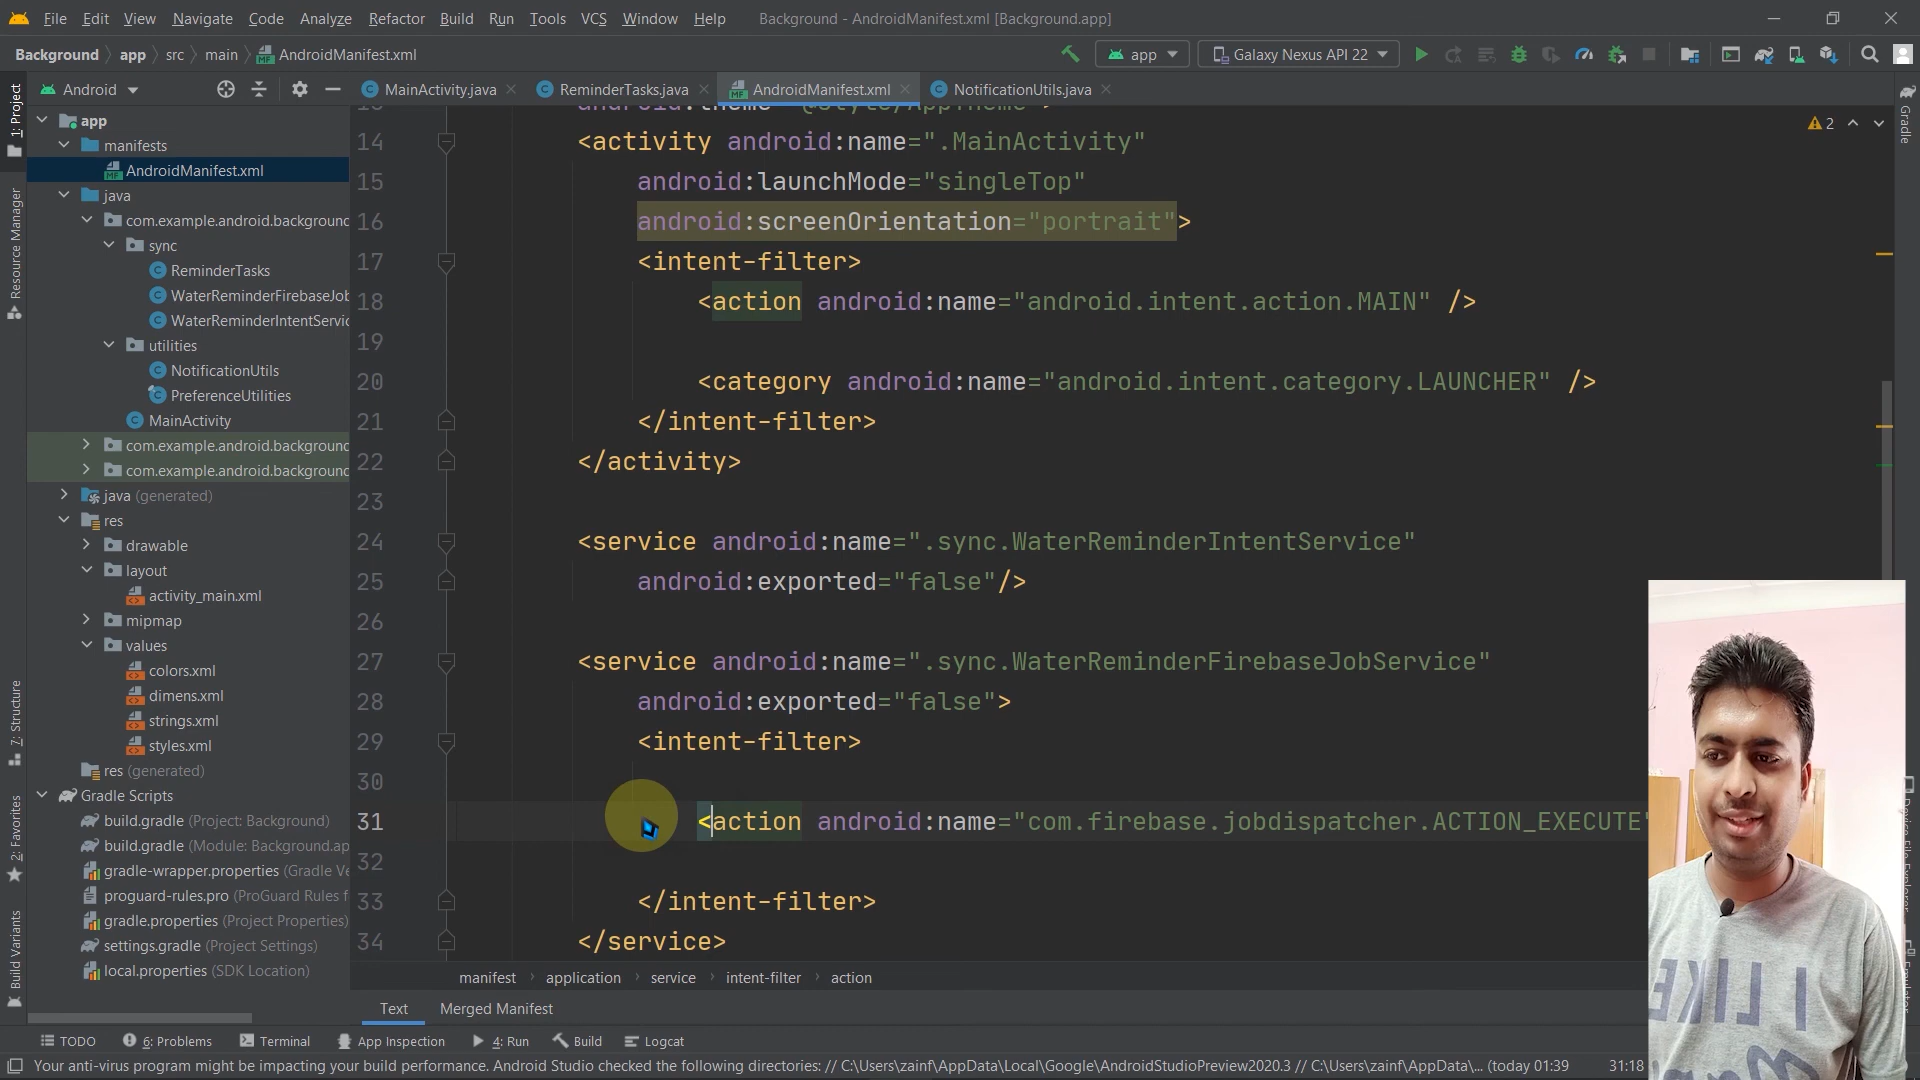 File Edit View Navigate Code Analyze Refactor Build Run Tools VCS Window Help Background - AndroidManifest.xml [Background.app]
Background app src main AndroidManifest.xml app Galaxy Nexus API 22
Android MainActivity.java ReminderTasks.java AndroidManifest.xml NotificationUtils.java
1: Project
Resource Manager
7: Structure
2: Favorites
Build Variants
app
manifests
AndroidManifest.xml
java
com.example.android.background
sync
ReminderTasks
WaterReminderFirebaseJob
WaterReminderIntentServic
utilities
NotificationUtils
PreferenceUtilities
MainActivity
com.example.android.background
com.example.android.background
java (generated)
res
drawable
layout
activity_main.xml
mipmap
values
colors.xml
dimens.xml
strings.xml
styles.xml
res (generated)
Gradle Scripts
build.gradle (Project: Background)
build.gradle (Module: Background.ap
gradle-wrapper.properties (Gradle Ve
proguard-rules.pro (ProGuard Rules f
gradle.properties (Project Properties)
settings.gradle (Project Settings)
local.properties (SDK Location)
2
14 <activity android:name=".MainActivity"
15 android:launchMode="singleTop"
16 android:screenOrientation="portrait">
17 <intent-filter>
18 <action android:name="android.intent.action.MAIN" />
19
20 <category android:name="android.intent.category.LAUNCHER" />
21 </intent-filter>
22 </activity>
23
24 <service android:name=".sync.WaterReminderIntentService"
25 android:exported="false"/>
26
27 <service android:name=".sync.WaterReminderFirebaseJobService"
28 android:exported="false">
29 <intent-filter>
30
31 <action android:name="com.firebase.jobdispatcher.ACTION_EXECUTE"
32
33 </intent-filter>
34 </service>
manifest application service intent-filter action
Text Merged Manifest
Gradle
I LIKE
TODO 6: Problems Terminal App Inspection 4: Run Build Logcat
Your anti-virus program might be impacting your build performance. Android Studio checked the following directories: // C:\Users\zainf\AppData\Local\Google\AndroidStudioPreview2020.3 // C:\Users\zainf\AppData\... (today 01:39 31:18